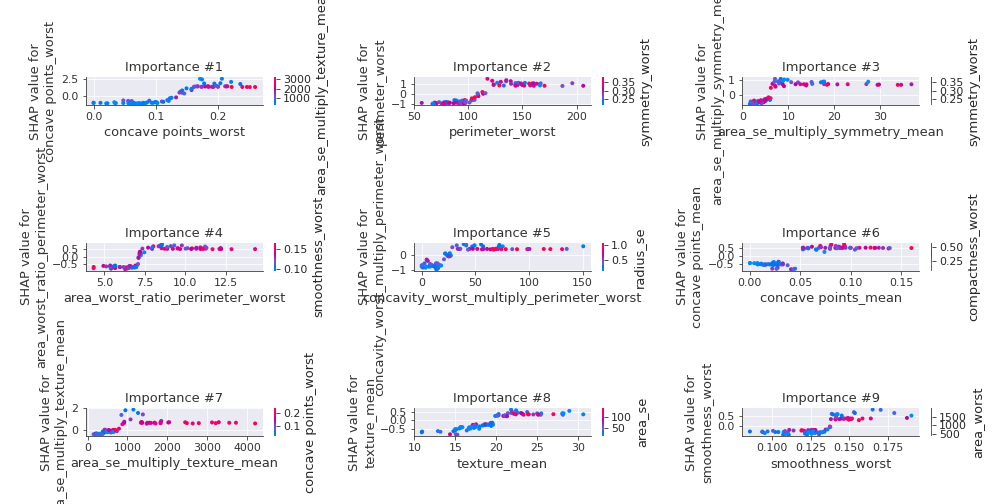 Importance #1
SHAP value for
concave points_worst
2.5
0.0
0.0
0.1
0.2
concave points_worst
3000
2000
1000
area_se_multiply_texture_mean
Importance #2
SHAP value for
perimeter_worst
1
0
−1
50
100
150
200
perimeter_worst
0.35
0.30
0.25
symmetry_worst
Importance #3
SHAP value for
area_se_multiply_symmetry_mean
1
0
0
10
20
30
area_se_multiply_symmetry_mean
0.35
0.30
0.25
symmetry_worst
Importance #4
SHAP value for
area_worst_ratio_perimeter_worst
0.5
0.0
−0.5
5.0
7.5
10.0
12.5
area_worst_ratio_perimeter_worst
0.15
0.10
smoothness_worst
Importance #5
SHAP value for
concavity_worst_multiply_perimeter_worst
0
−1
0
50
100
150
concavity_worst_multiply_perimeter_worst
1.0
0.5
radius_se
Importance #6
SHAP value for
concave points_mean
0.5
0.0
−0.5
0.00
0.05
0.10
0.15
concave points_mean
0.50
0.25
compactness_worst
Importance #7
SHAP value for
area_se_multiply_texture_mean
2
0
0
1000
2000
3000
4000
area_se_multiply_texture_mean
0.2
0.1
concave points_worst
Importance #8
SHAP value for
texture_mean
0.5
0.0
−0.5
10
15
20
25
30
texture_mean
100
50
area_se
Importance #9
SHAP value for
smoothness_worst
0.5
0.0
0.100
0.125
0.150
0.175
smoothness_worst
1500
1000
500
area_worst